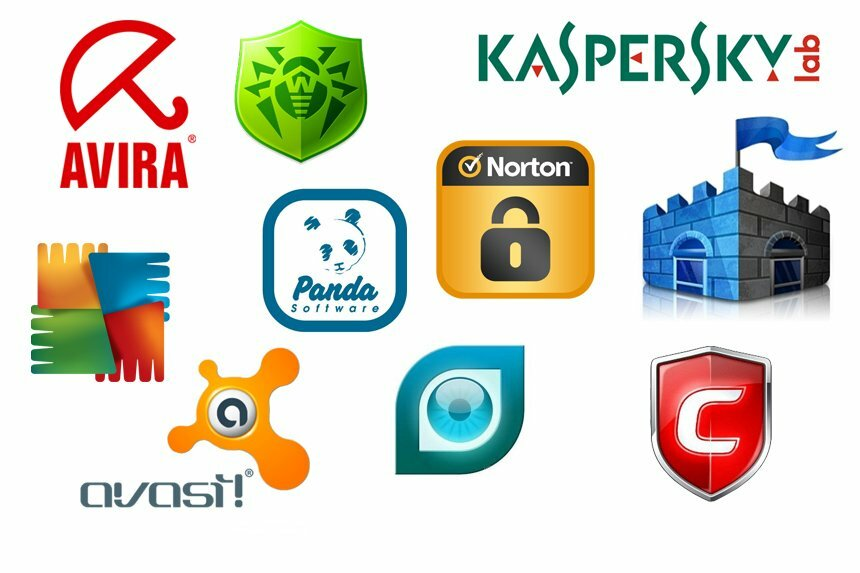 KASPERSKY lab
AVIRA®
W
Norton
Panda
Software
a
avast!®
C